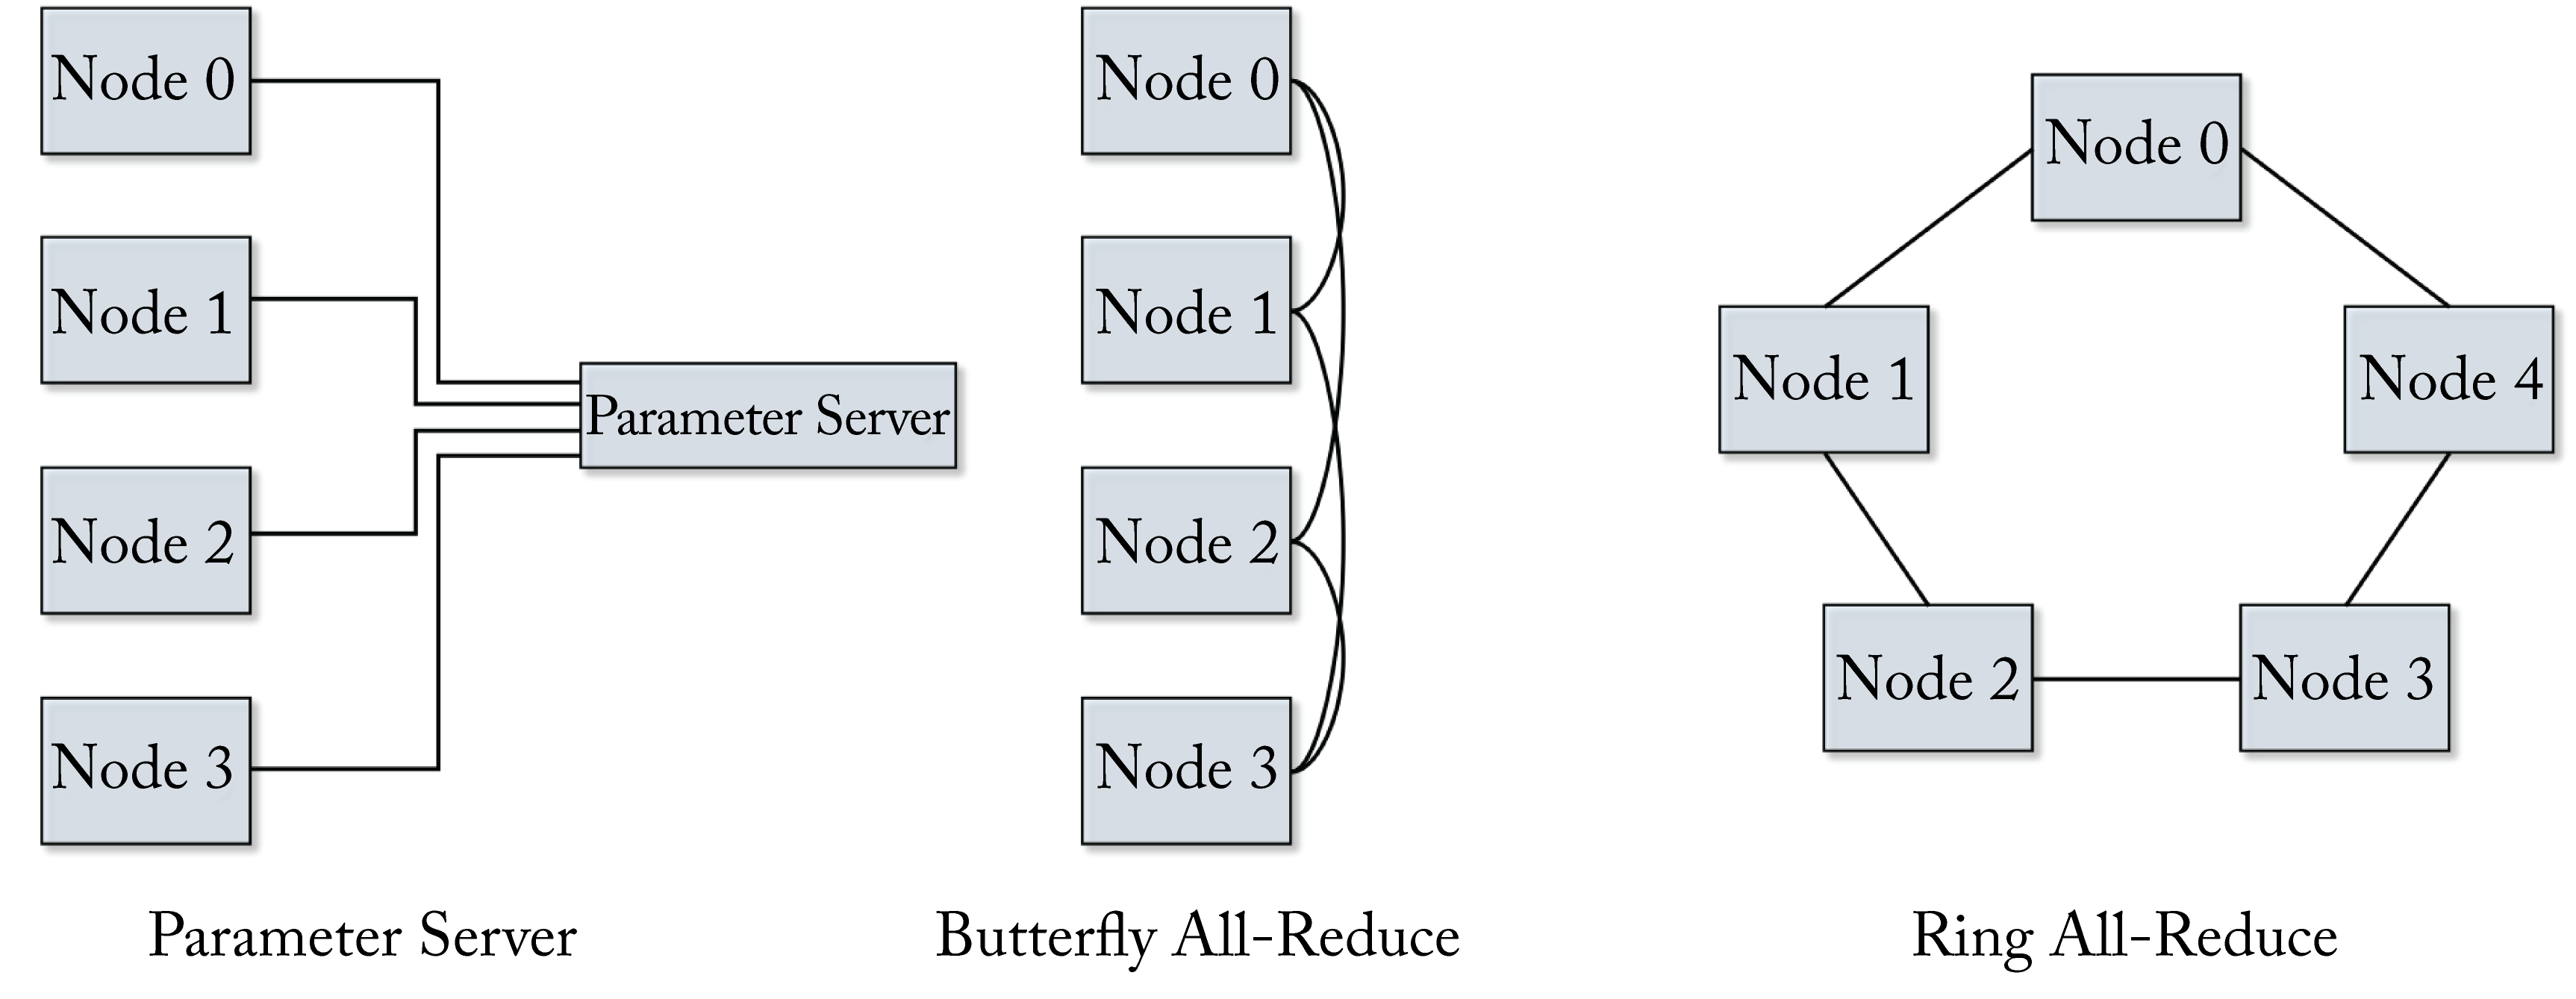 Node 0
Node 1
Node 2
Node 3
Parameter Server
Parameter Server
Node 0
Node 1
Node 2
Node 3
Butterfly All-Reduce
Node 0
Node 1
Node 4
Node 2
Node 3
Ring All-Reduce